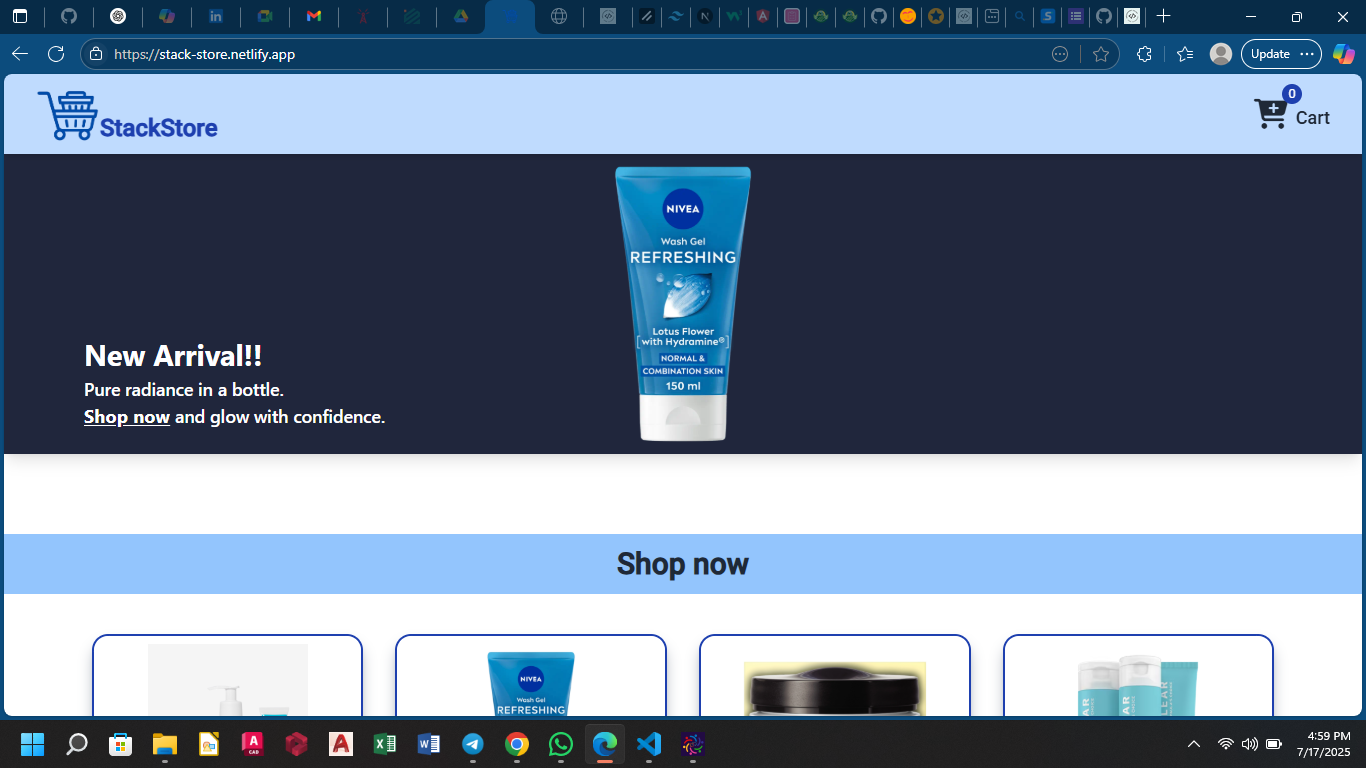 https://stack-store.netlify.app
Update
StackStore
0
Cart
NIVEA
Wash Gel
REFRESHING
Lotus Flower
with Hydramine®
NORMAL &
COMBINATION SKIN
150 ml
New Arrival!!
Pure radiance in a bottle.
Shop now and glow with confidence.
Shop now
NIVEA
Wash Gel
REFRESHING
4:59 PM
7/17/2025